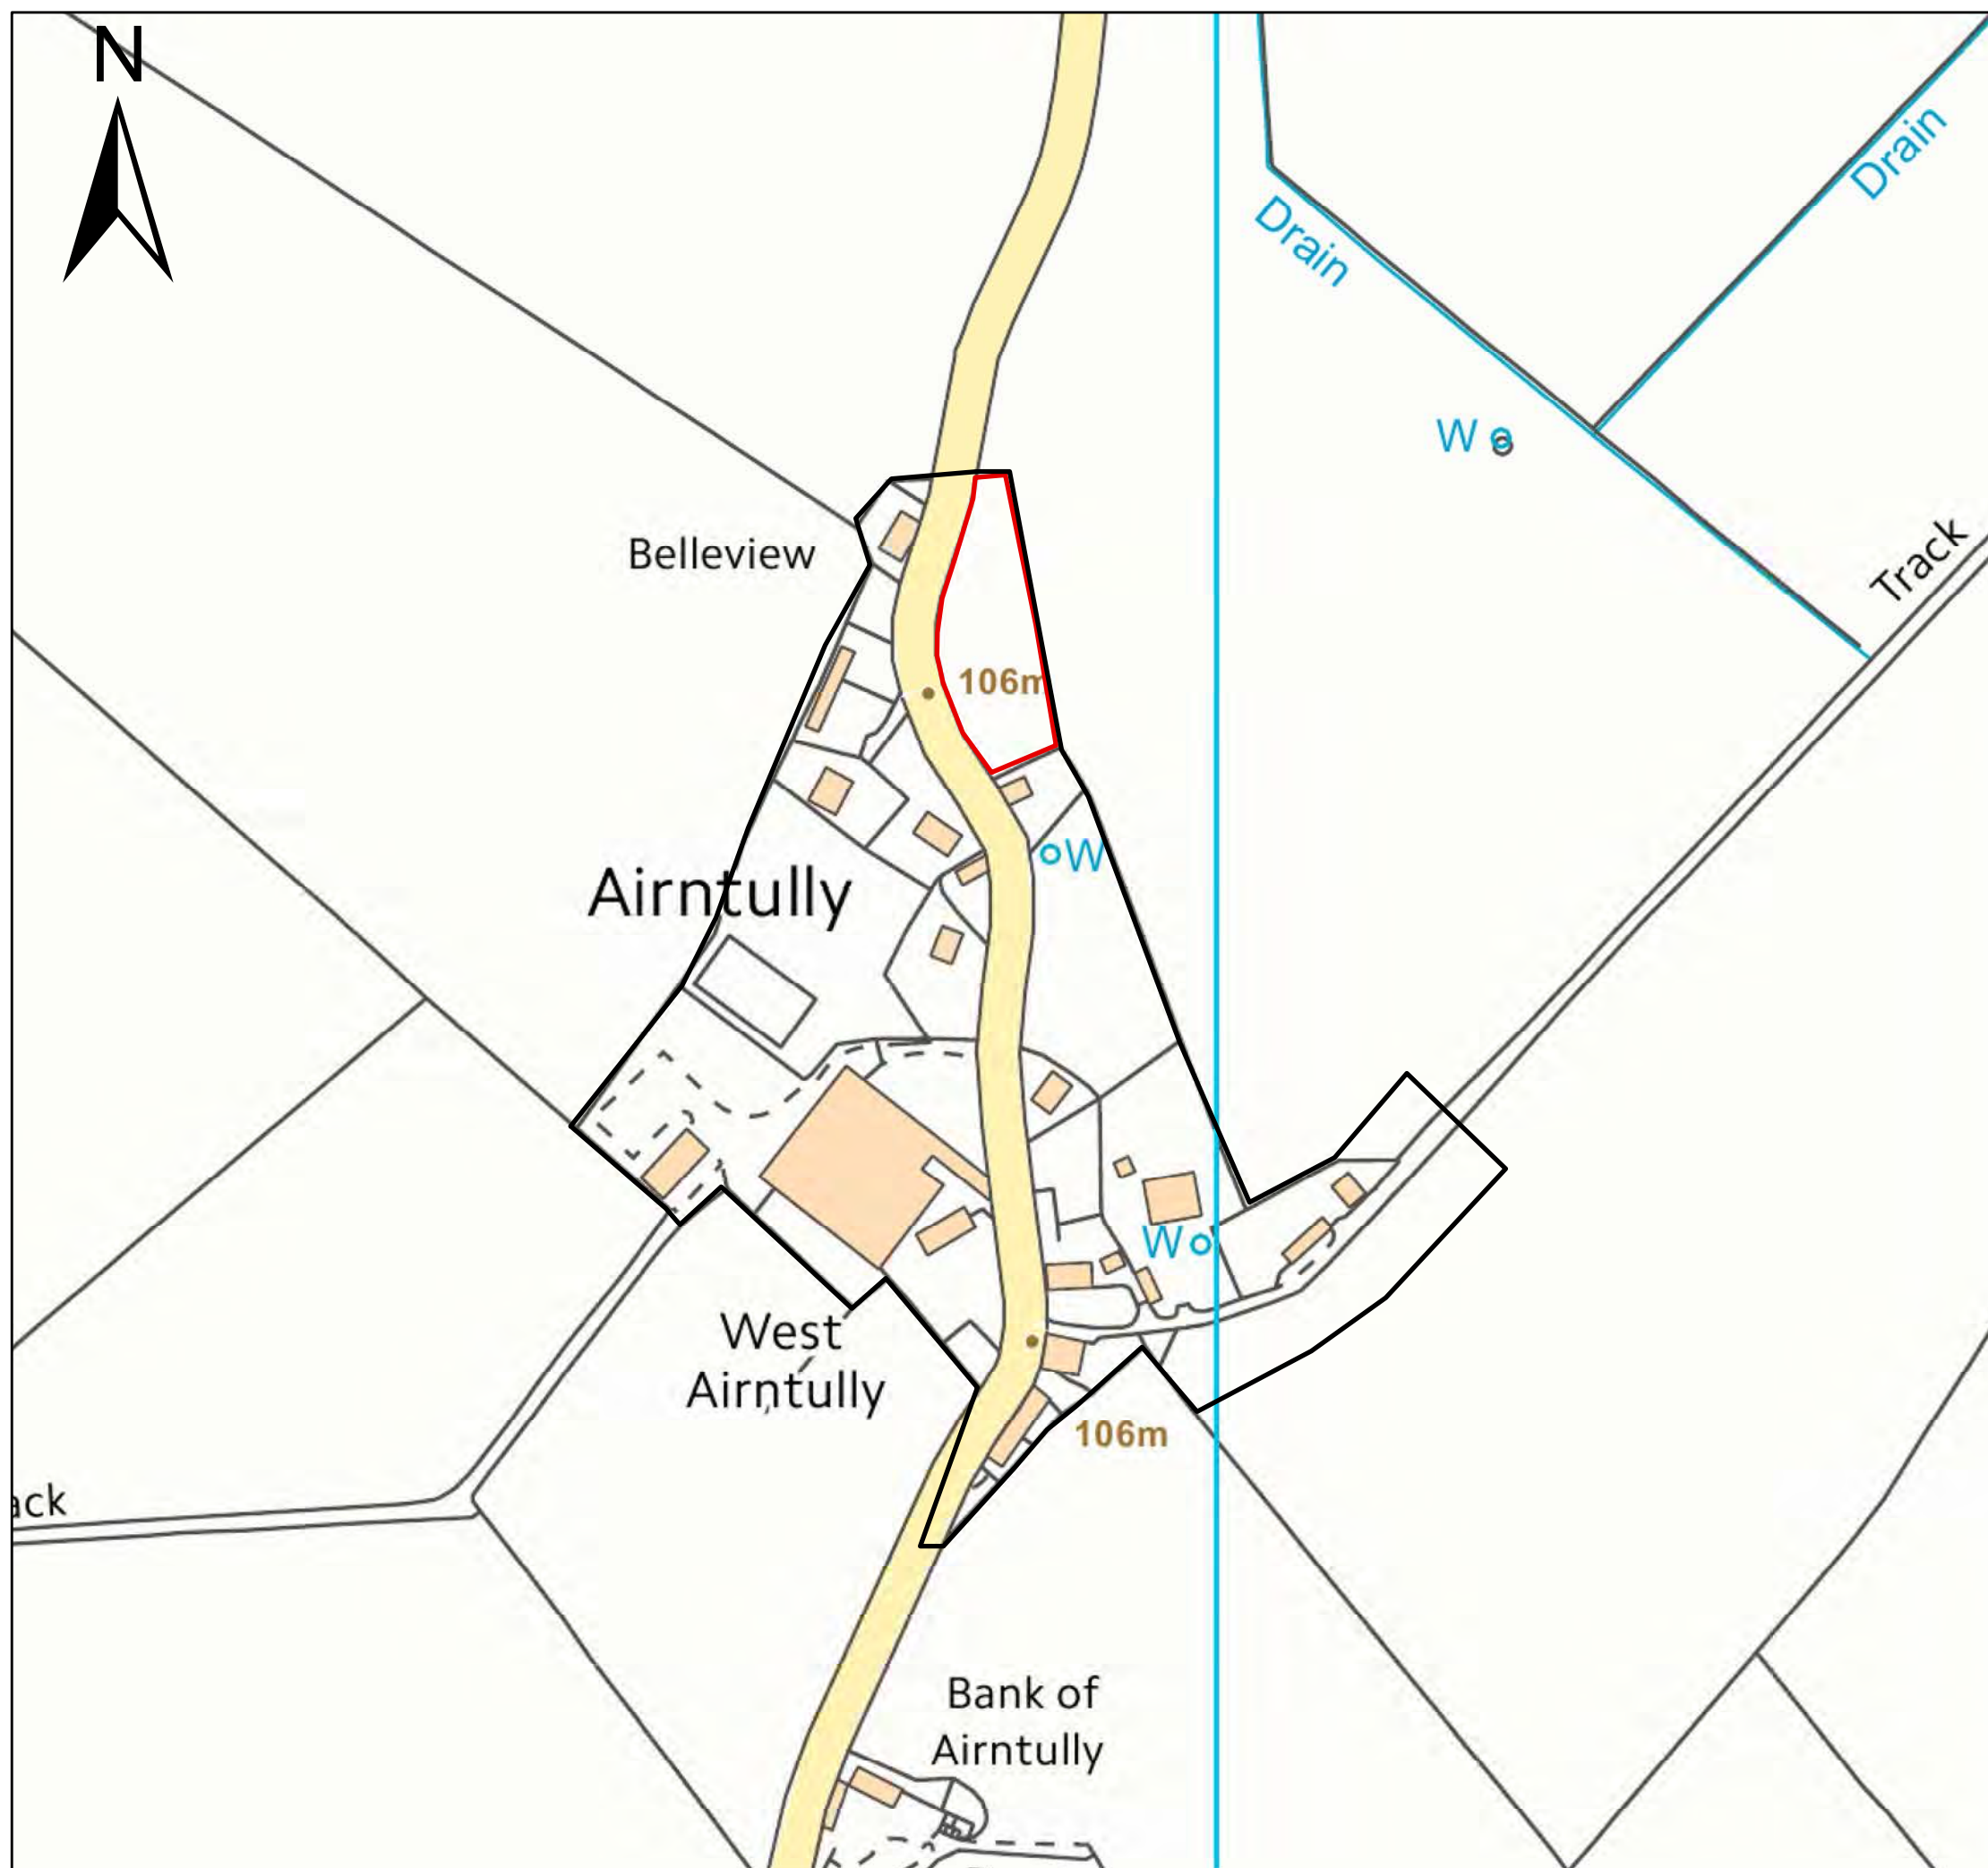 N
Drain
Drain
W
Track
Belleview
106m
W
Airntully
W
West
Airntully
106m
ack
Bank of
Airntully